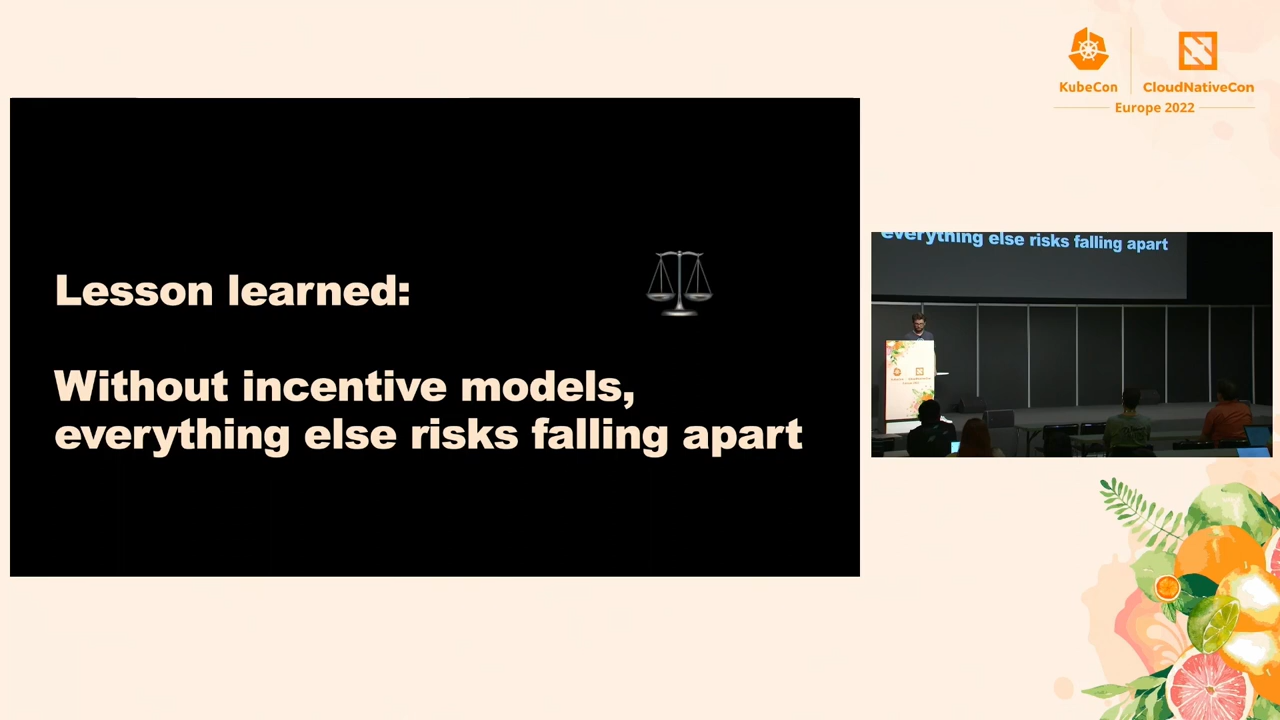 KubeCon
CloudNativeCon
Europe 2022
Lesson learned:
Without incentive models,
everything else risks falling apart
everything else risks falling apart